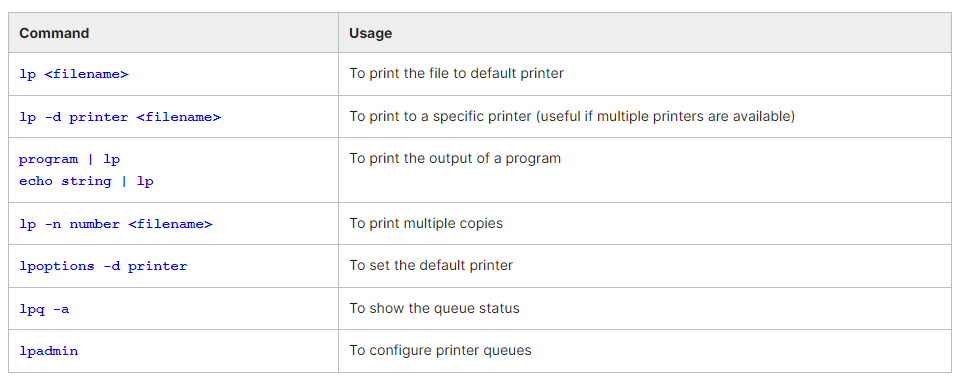 Command Usage
lp <filename> To print the file to default printer
lp -d printer <filename> To print to a specific printer (useful if multiple printers are available)
program | lp To print the output of a program
echo string | lp
lp -n number <filename> To print multiple copies
lpoptions -d printer To set the default printer
lpq -a To show the queue status
lpadmin To configure printer queues